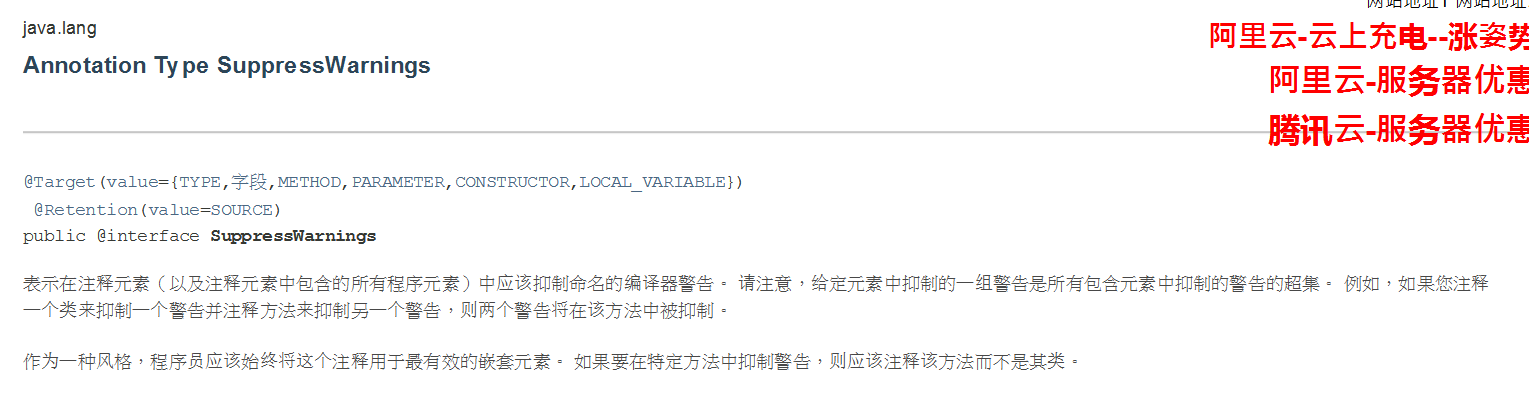 网站地址1 网站地址
java.lang
阿里云-云上充电--涨姿势
Annotation Type SuppressWarnings
阿里云-服务器优惠
腾讯云-服务器优惠
@Target(value={TYPE,字段,METHOD,PARAMETER,CONSTRUCTOR,LOCAL_VARIABLE})
@Retention(value=SOURCE)
public @interface SuppressWarnings
表示在注释元素（以及注释元素中包含的所有程序元素）中应该抑制命名的编译器警告。 请注意，给定元素中抑制的一组警告是所有包含元素中抑制的警告的超集。 例如，如果您注释
一个类来抑制一个警告并注释方法来抑制另一个警告，则两个警告将在该方法中被抑制。
作为一种风格，程序员应该始终将这个注释用于最有效的嵌套元素。 如果要在特定方法中抑制警告，则应该注释该方法而不是其类。